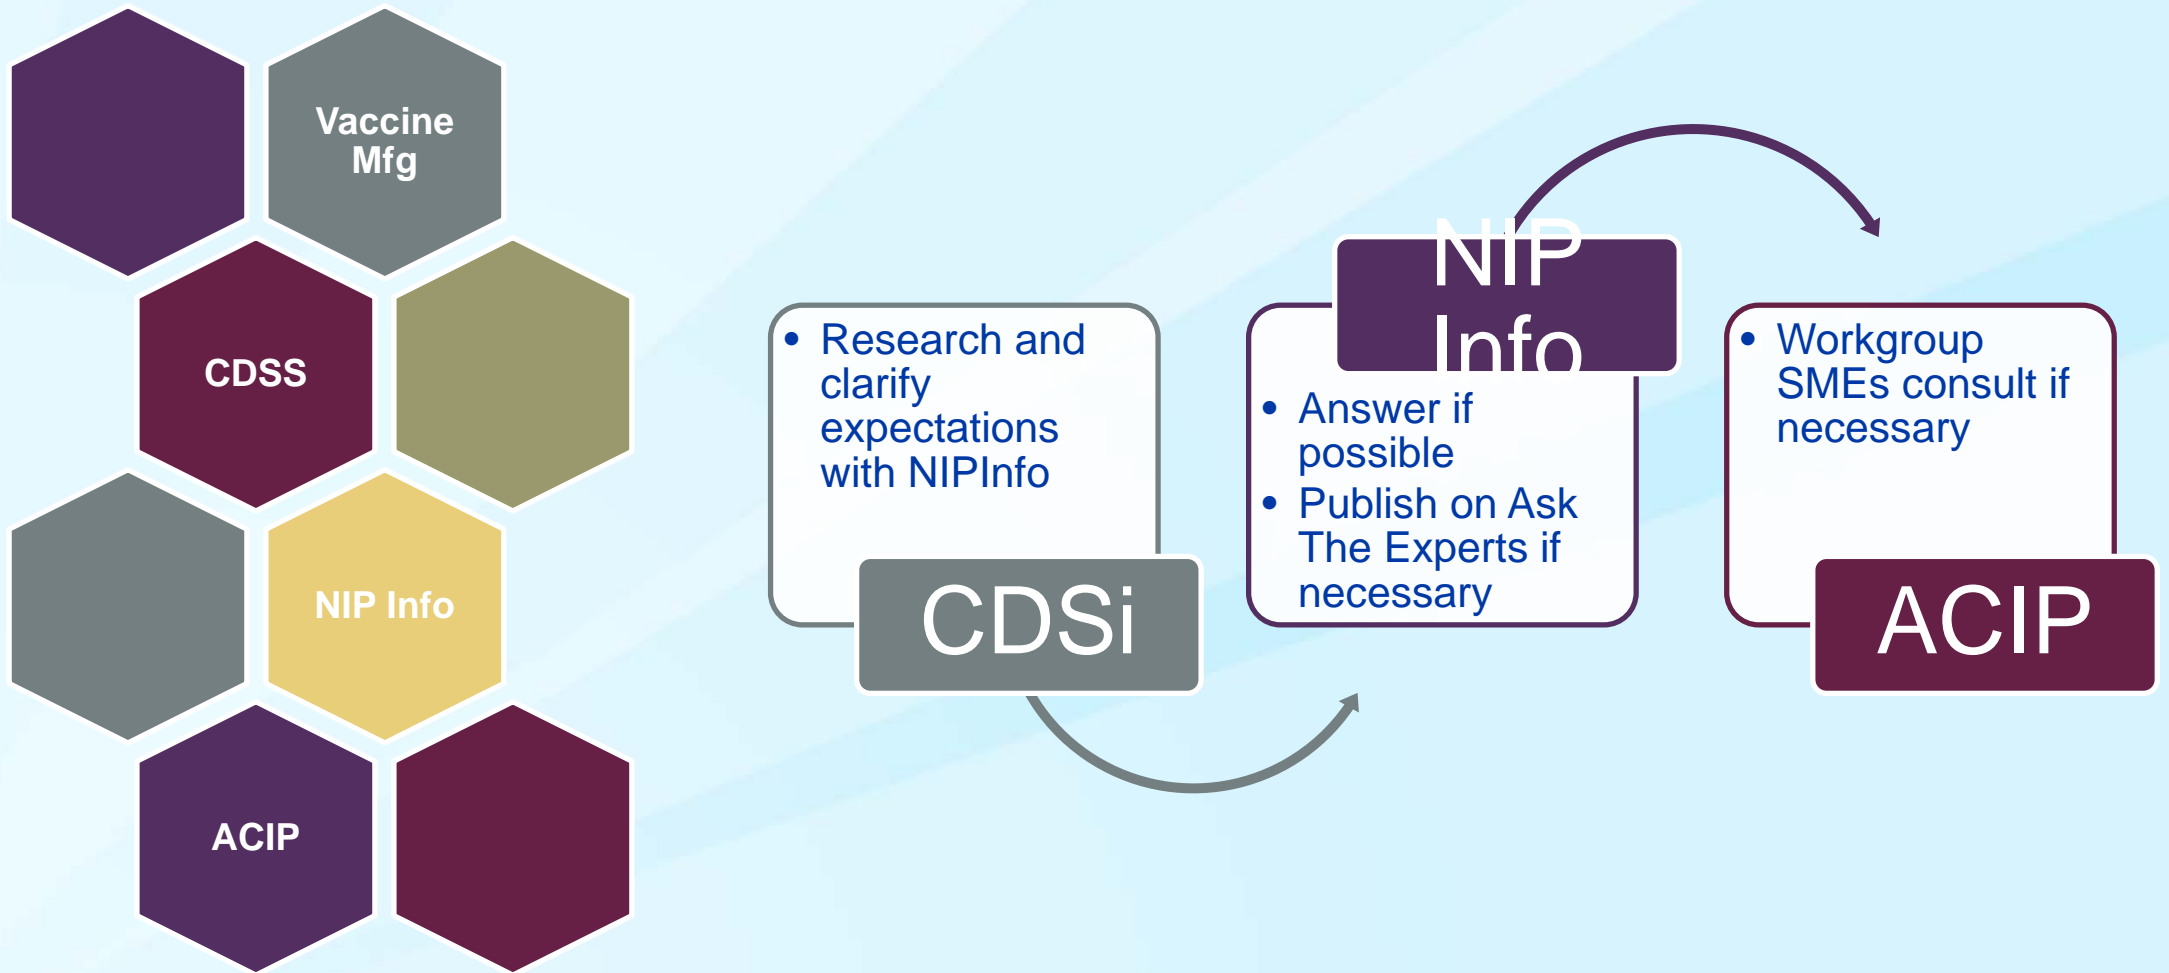 Vaccine
Mfg
CDSS
NIP Info
ACIP
• Research and
clarify
expectations
with NIPInfo
CDSi
NIP
Info
• Answer if
possible
• Publish on Ask
The Experts if
necessary
• Workgroup
SMEs consult if
necessary
ACIP